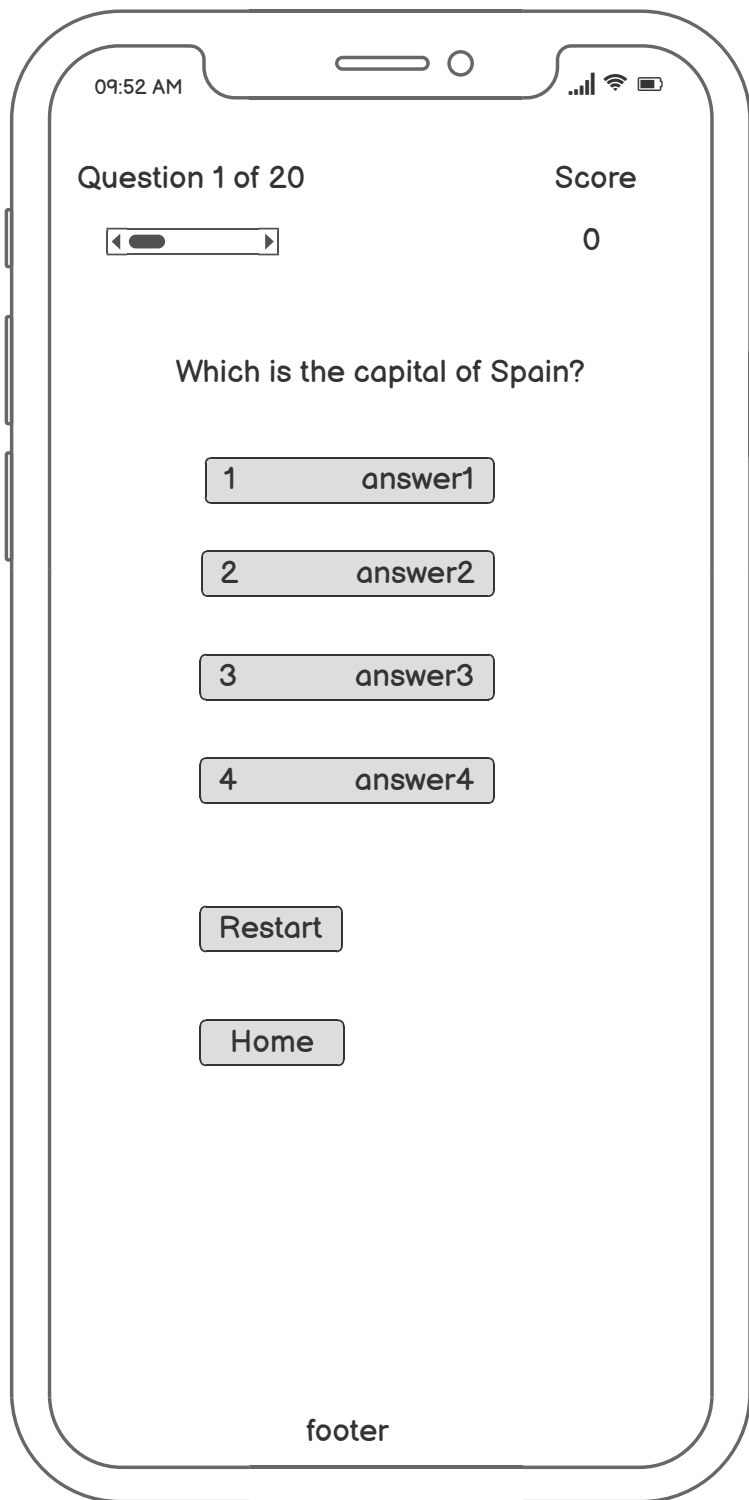 09:52 AM
Question 1 of 20
Score
0
Which is the capital of Spain?
1 answer1
2 answer2
3 answer3
4 answer4
Restart
Home
footer